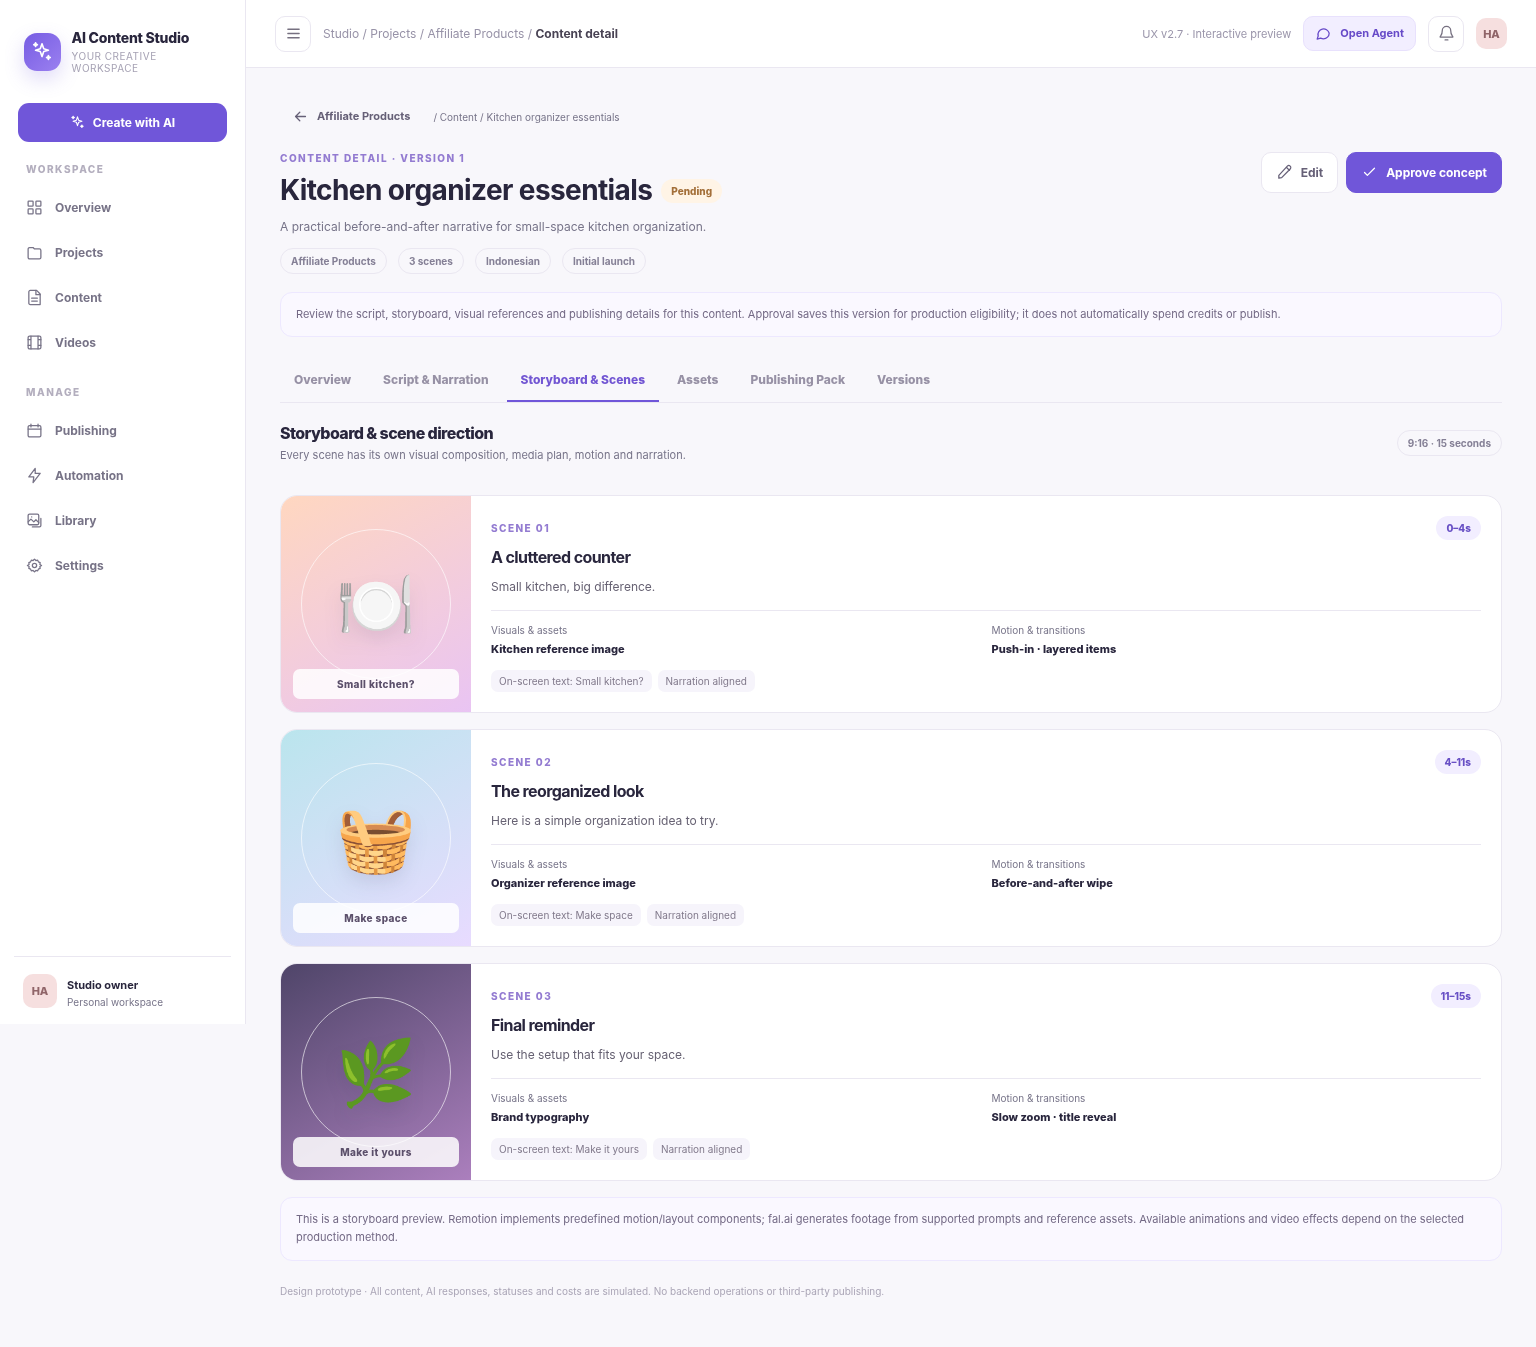 AI Content Studio
YOUR CREATIVE
WORKSPACE
Create with AI
WORKSPACE
Overview
Projects
Content
Videos
MANAGE
Publishing
Automation
Library
Settings
HA
Studio owner
Personal workspace
Studio / Projects / Affiliate Products / Content detail
UX v2.7 · Interactive preview
Open Agent
HA
Affiliate Products / Content / Kitchen organizer essentials
CONTENT DETAIL · VERSION 1
Kitchen organizer essentials Pending
Edit
Approve concept
A practical before-and-after narrative for small-space kitchen organization.
Affiliate Products 3 scenes Indonesian Initial launch
Review the script, storyboard, visual references and publishing details for this content. Approval saves this version for production eligibility; it does not automatically spend credits or publish.
Overview Script & Narration Storyboard & Scenes Assets Publishing Pack Versions
Storyboard & scene direction
Every scene has its own visual composition, media plan, motion and narration.
9:16 · 15 seconds
Small kitchen?
SCENE 01
0–4s
A cluttered counter
Small kitchen, big difference.
Visuals & assets
Kitchen reference image
Motion & transitions
Push-in · layered items
On-screen text: Small kitchen? Narration aligned
Make space
SCENE 02
4–11s
The reorganized look
Here is a simple organization idea to try.
Visuals & assets
Organizer reference image
Motion & transitions
Before-and-after wipe
On-screen text: Make space Narration aligned
Make it yours
SCENE 03
11–15s
Final reminder
Use the setup that fits your space.
Visuals & assets
Brand typography
Motion & transitions
Slow zoom · title reveal
On-screen text: Make it yours Narration aligned
This is a storyboard preview. Remotion implements predefined motion/layout components; fal.ai generates footage from supported prompts and reference assets. Available animations and video effects depend on the selected
production method.
Design prototype · All content, AI responses, statuses and costs are simulated. No backend operations or third-party publishing.